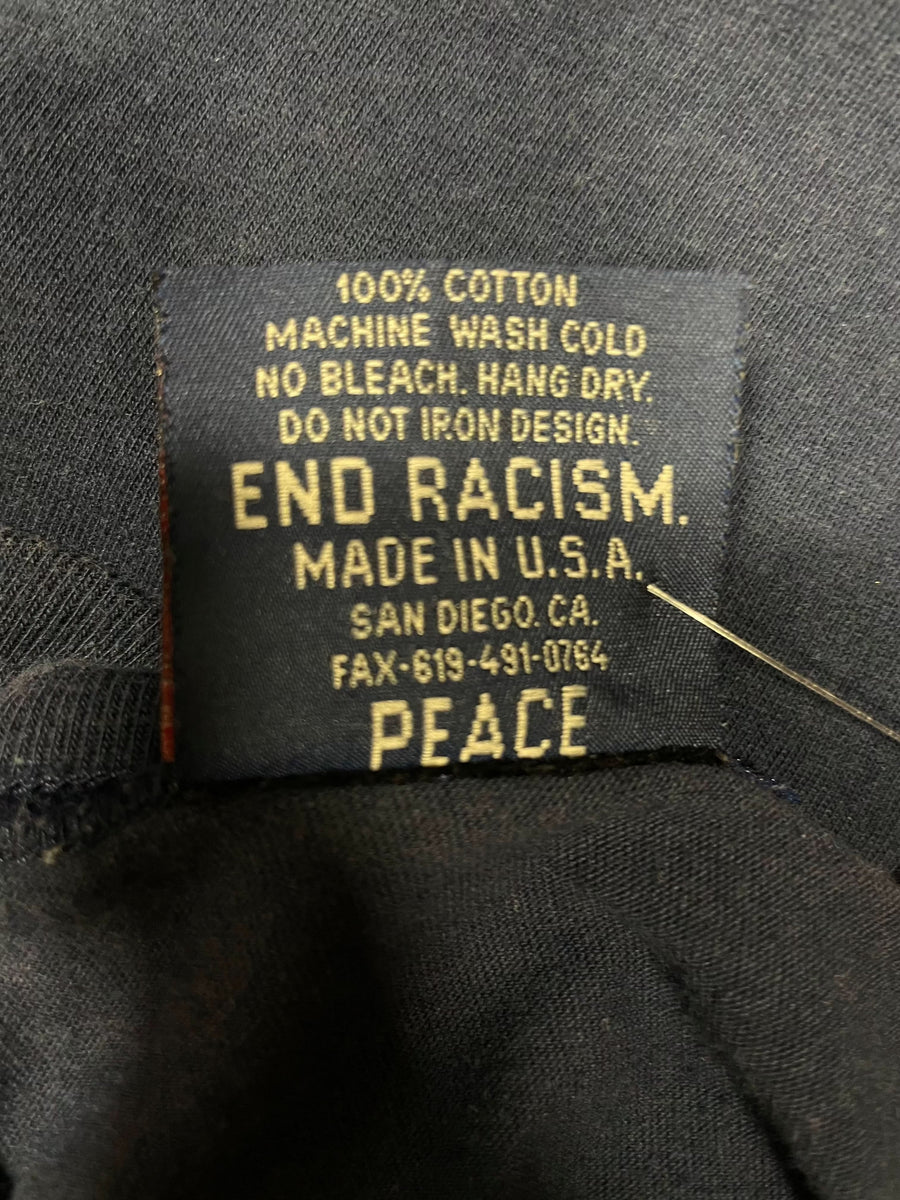 100% COTTON
MACHINE WASH COLD
NO BLEACH. HANG DRY.
DO NOT IRON DESIGN.
END RACISM.
MADE IN U.S.A.
SAN DIEGO. CA.
FAX-619-491-0764
PEACE